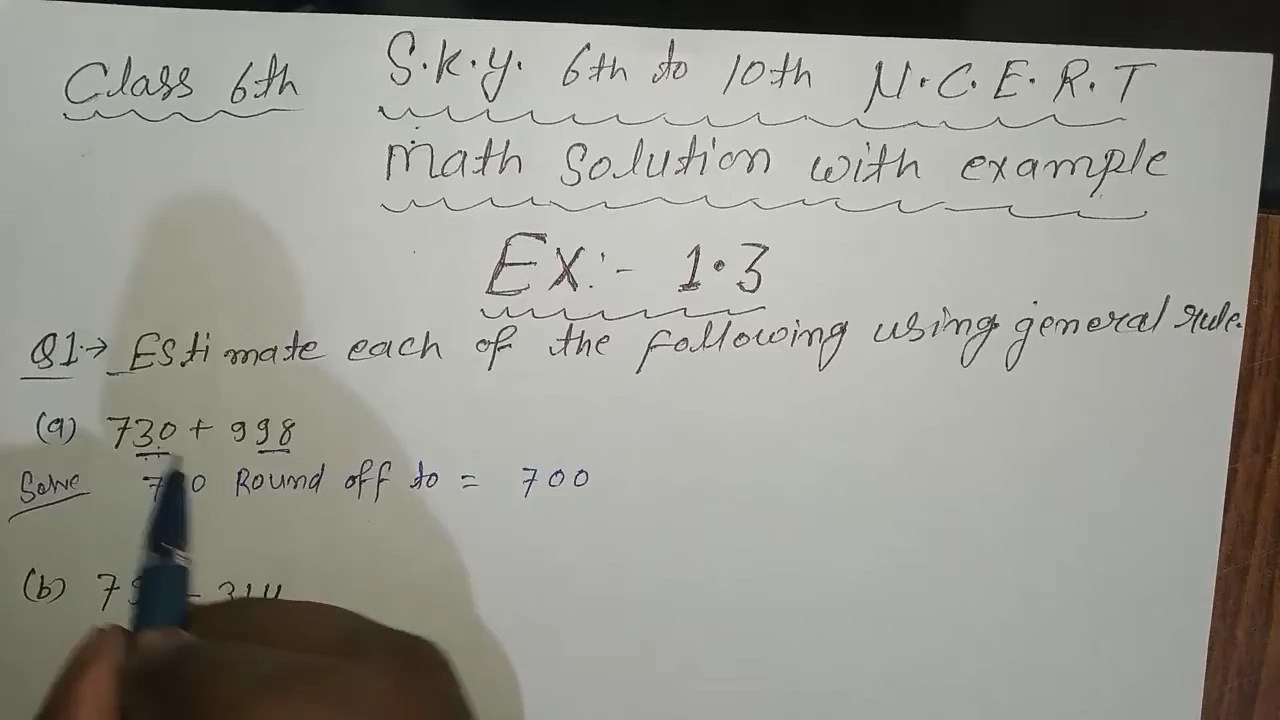 Class 6th S.K.Y. 6th to 10th N.C.E.R.T
math solution with example
EX:- 1.3
Q1:→ Estimate each of the following using general rule.
(a) 730 + 998
Solve Round off to = 700
(b)